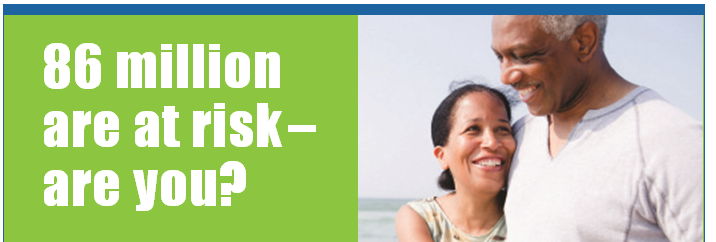 86 million
are at risk–
are you?